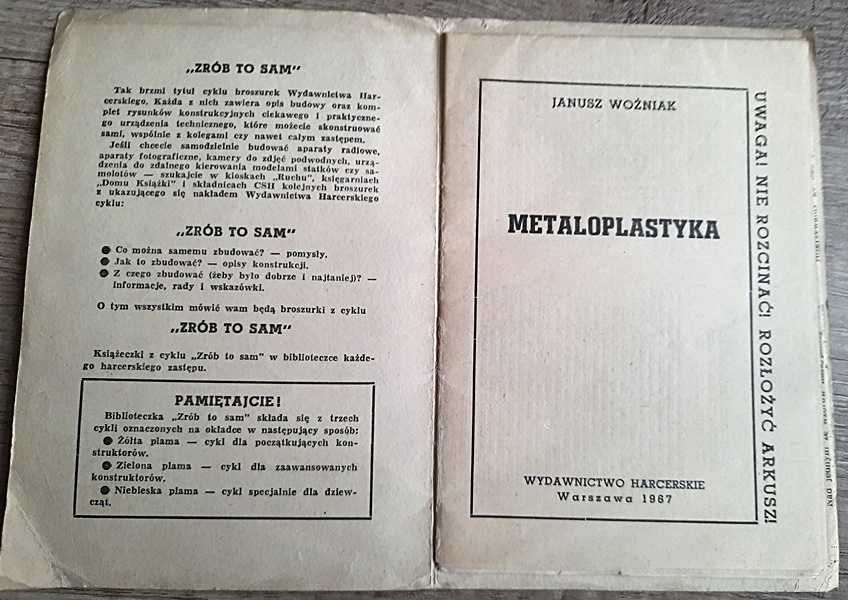 „ZRÓB TO SAM“
Tak brzmi tytuł cyklu broszurek Wydawnictwa Har-
cerskiego. Każda z nich zawiera opis budowy oraz kom-
plet rysunków konstrukcyjnych ciekawego i praktyczne-
go urządzenia technicznego, które możecie skonstruować
sami, wspólnie z kolegami czy nawet całym zastępem.
Jeśli chcecie samodzielnie budować aparaty radiowe,
aparaty fotograficzne, kamery do zdjęć podwodnych, urzą-
dzenia do zdalnego kierowania modelami statków czy sa-
molotów — szukajcie w kioskach „Ruchu", księgarniach
„Domu Książki" i składnicach CSH kolejnych broszurek
z ukazującego się nakładem Wydawnictwa Harcerskiego
cyklu:
„ZRÓB TO SAM“
● Co można samemu zbudować? — pomysły.
● Jak to zbudować? — opisy konstrukcji.
● Z czego zbudować (żeby było dobrze i najtaniej)? —
informacje, rady i wskazówki.
O tym wszystkim mówić wam będą broszurki z cyklu
„ZRÓB TO SAM“
Książeczki z cyklu „Zrób to sam" w biblioteczce każde-
go harcerskiego zastępu.
PAMIĘTAJCIE!
Biblioteczka „Zrób to sam" składa się z trzech
cykli oznaczonych na okładce w następujący sposób:
● Żółta plama — cykl dla początkujących kon-
struktorów.
● Zielona plama — cykl dla zaawansowanych
konstruktorów.
● Niebieska plama — cykl specjalnie dla dziew-
cząt.
JANUSZ WOŹNIAK
METALOPLASTYKA
WYDAWNICTWO HARCERSKIE
Warszawa 1967
UWAGA! NIE ROZCINAĆ! ROZŁOŻYĆ ARKUSZ!